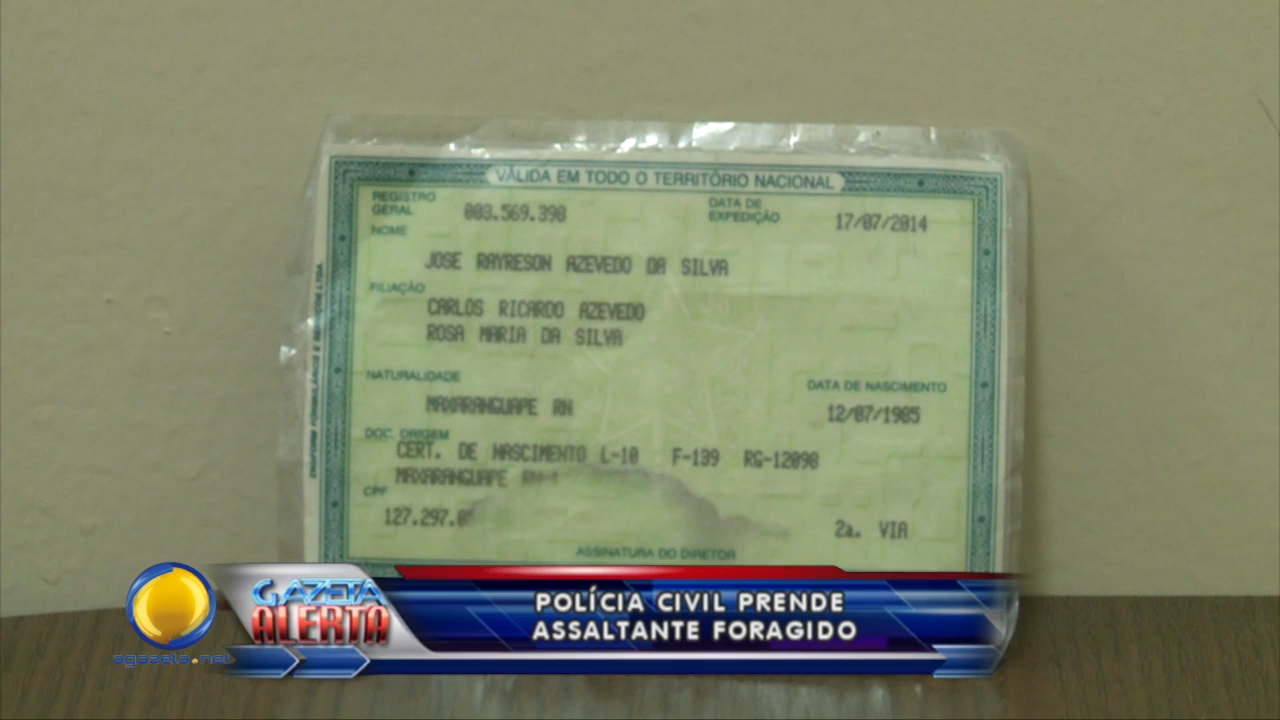 VÁLIDA EM TODO O TERRITÓRIO NACIONAL
REGISTRO GERAL 003.569.398 DATA DE EXPEDIÇÃO 17/07/2014
NOME
JOSE RAYRESON AZEVEDO DA SILVA
FILIAÇÃO
CARLOS RICARDO AZEVEDO
ROSA MARIA DA SILVA
NATURALIDADE DATA DE NASCIMENTO
MAXARANGUAPE RN 12/07/1985
DOC. ORIGEM
CERT. DE NASCIMENTO L-10 F-139 RG-12098
MAXARANGUAPE RN
CPF
127.297.0 2a. VIA
ASSINATURA DO DIRETOR
GAZETA
ALERTA
agazeta.net
POLÍCIA CIVIL PRENDE
ASSALTANTE FORAGIDO